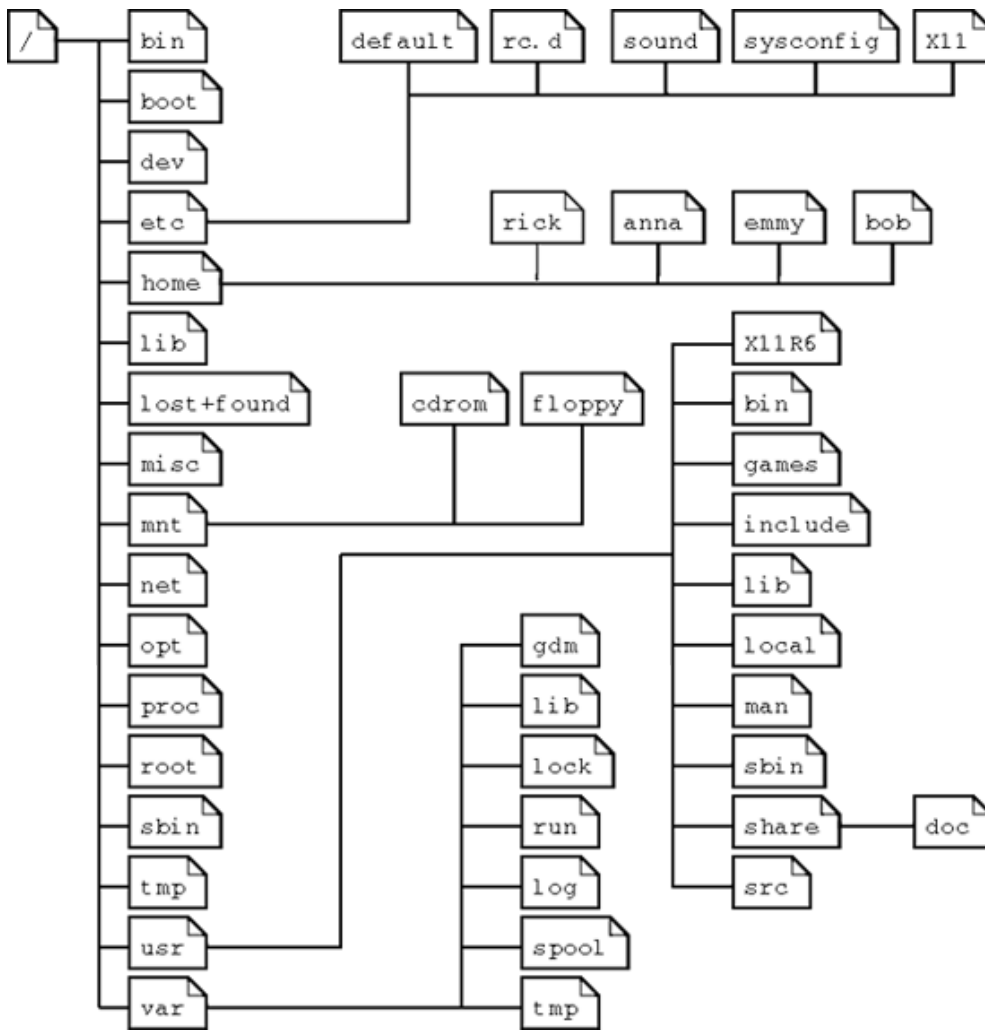 / bin default rc.d sound sysconfig X11
boot
dev
etc
rick anna emmy bob
home
lib X11R6
lost+found cdrom floppy bin
misc games
mnt include
net lib
opt gdm local
proc lib man
root lock sbin
sbin run share doc
tmp log src
usr spool
var tmp